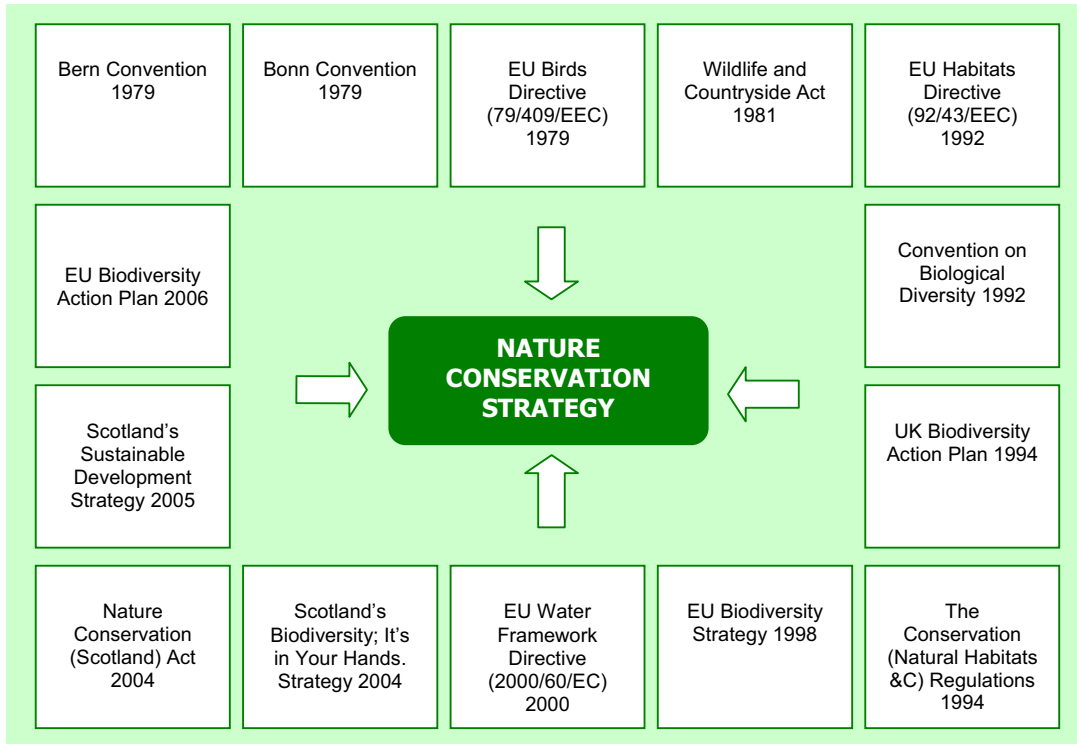 Bern Convention
1979
Bonn Convention
1979
EU Birds
Directive
(79/409/EEC)
1979
Wildlife and
Countryside Act
1981
EU Habitats
Directive
(92/43/EEC)
1992
EU Biodiversity
Action Plan 2006
Convention on
Biological
Diversity 1992
NATURE
CONSERVATION
STRATEGY
Scotland's
Sustainable
Development
Strategy 2005
UK Biodiversity
Action Plan 1994
Nature
Conservation
(Scotland) Act
2004
Scotland's
Biodiversity; It's
in Your Hands.
Strategy 2004
EU Water
Framework
Directive
(2000/60/EC)
2000
EU Biodiversity
Strategy 1998
The
Conservation
(Natural Habitats
&C) Regulations
1994